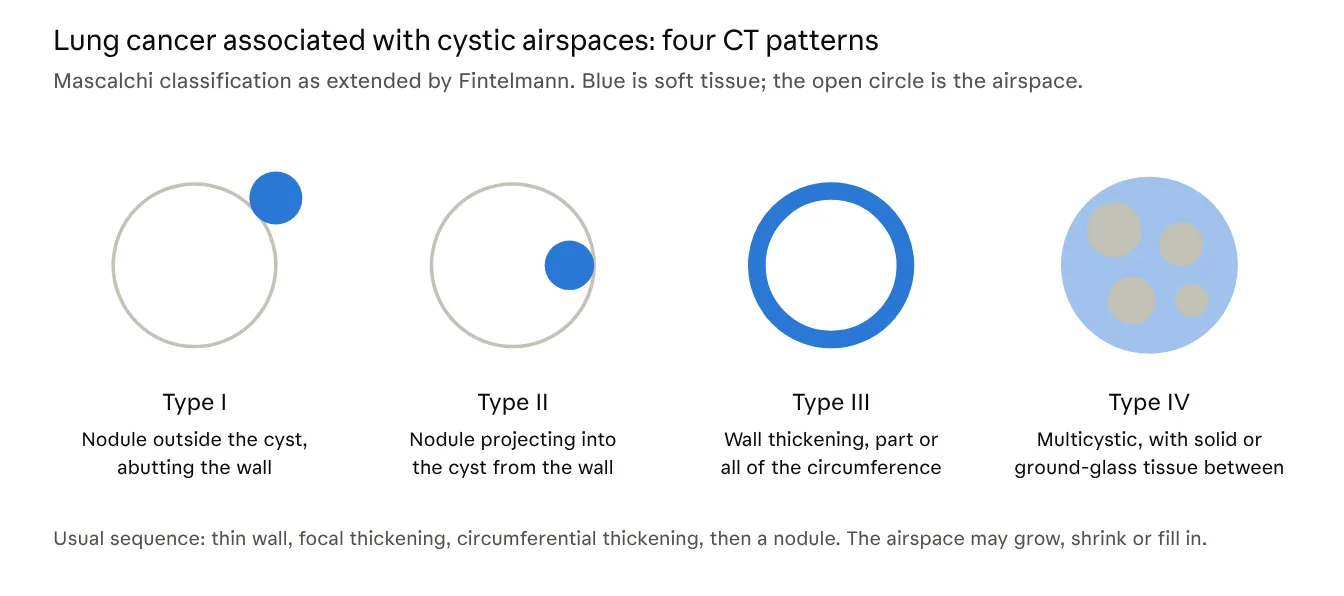 Lung cancer associated with cystic airspaces: four CT patterns
Mascalchi classification as extended by Fintelmann. Blue is soft tissue; the open circle is the airspace.
Type I
Nodule outside the cyst,
abutting the wall
Type II
Nodule projecting into
the cyst from the wall
Type III
Wall thickening, part or
all of the circumference
Type IV
Multicystic, with solid or
ground-glass tissue between
Usual sequence: thin wall, focal thickening, circumferential thickening, then a nodule. The airspace may grow, shrink or fill in.